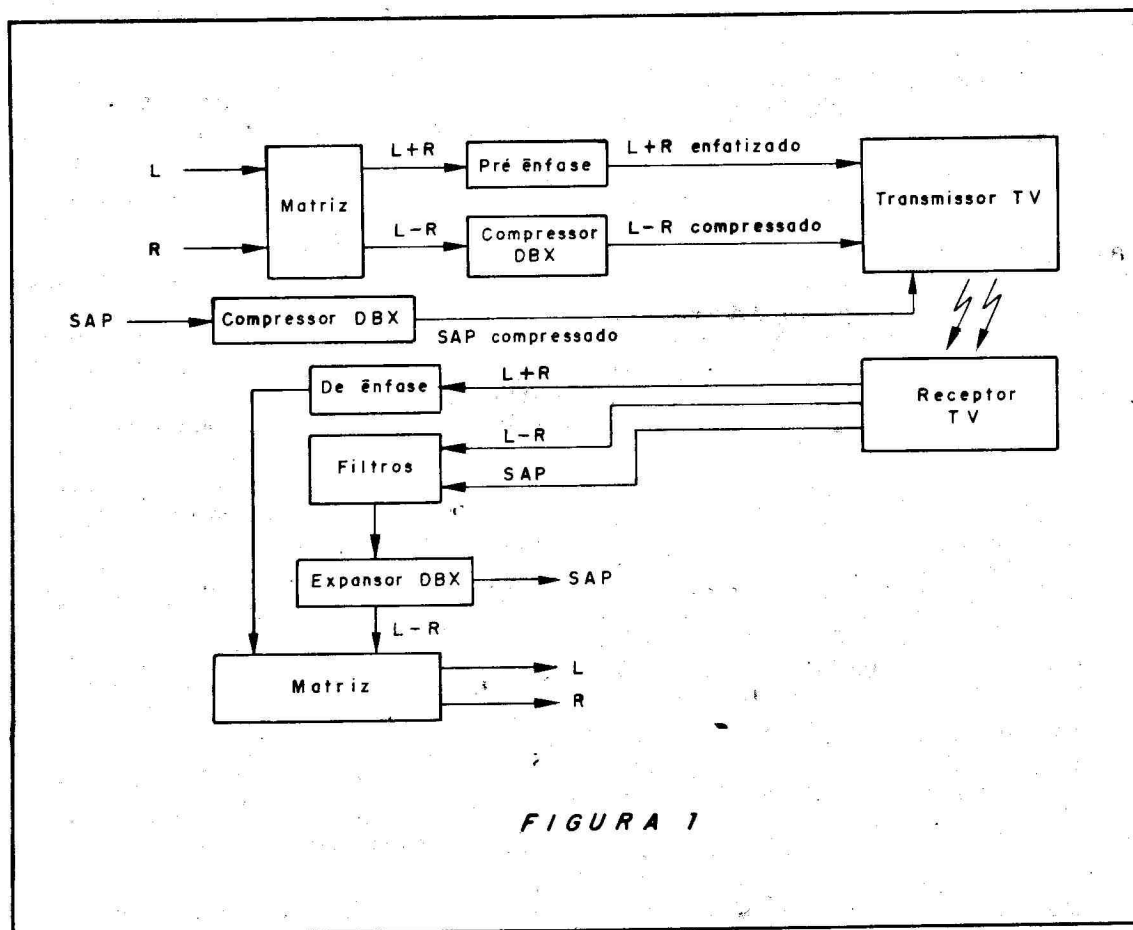 L
R
Matriz
L+R
L-R
Pré ênfase
Compressor
DBX
L+R enfatizado
L-R compressado
Transmissor TV
SAP
Compressor DBX
SAP compressado
De ênfase
L+R
Receptor
TV
L-R
SAP
Filtros
Expansor DBX
SAP
L-R
Matriz
L
R
FIGURA 1